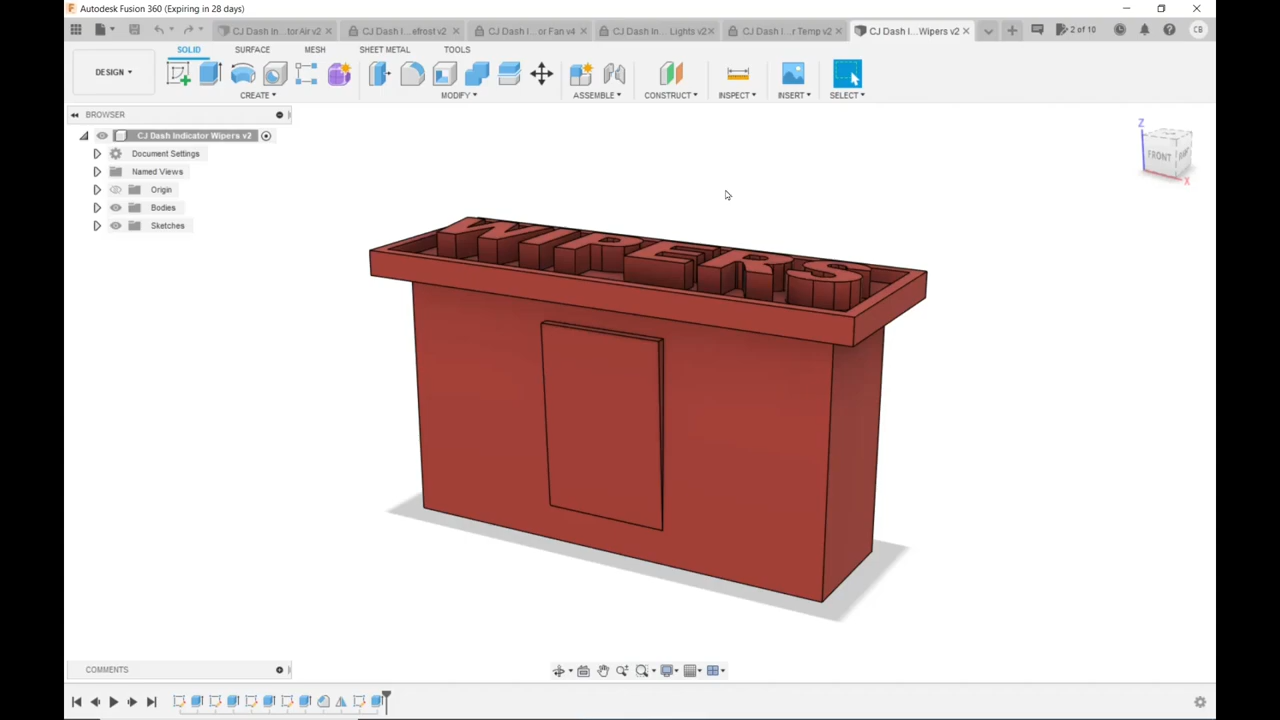 Autodesk Fusion 360 (Expiring in 28 days)
CJ Dash In...tor Air v2
CJ Dash I...efrost v2
CJ Dash I...or Fan v4
CJ Dash In... Lights v2
CJ Dash I...r Temp v2
CJ Dash I...Wipers v2
2 of 10
CB
DESIGN
SOLID
SURFACE
MESH
SHEET METAL
TOOLS
CREATE
MODIFY
ASSEMBLE
CONSTRUCT
INSPECT
INSERT
SELECT
BROWSER
CJ Dash Indicator Wipers v2
Document Settings
Named Views
Origin
Bodies
Sketches
Z
FRONT
X
WIPERS
COMMENTS